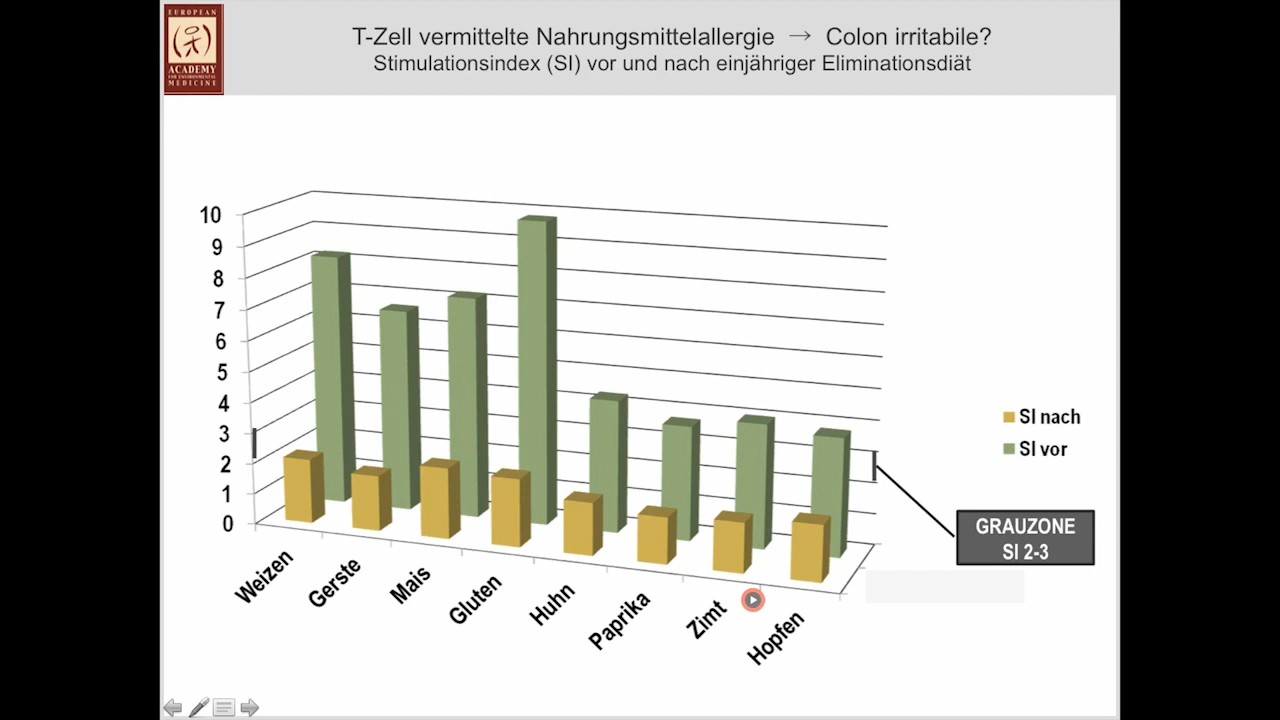 EUROPEAN
ACADEMY
FOR ENVIRONMENTAL
MEDICINE
T-Zell vermittelte Nahrungsmittelallergie → Colon irritabile?
Stimulationsindex (SI) vor und nach einjähriger Eliminationsdiät
10
9
8
7
6
5
4
3
2
1
0
Weizen
Gerste
Mais
Gluten
Huhn
Paprika
Zimt
Hopfen
SI nach
SI vor
GRAUZONE
SI 2-3